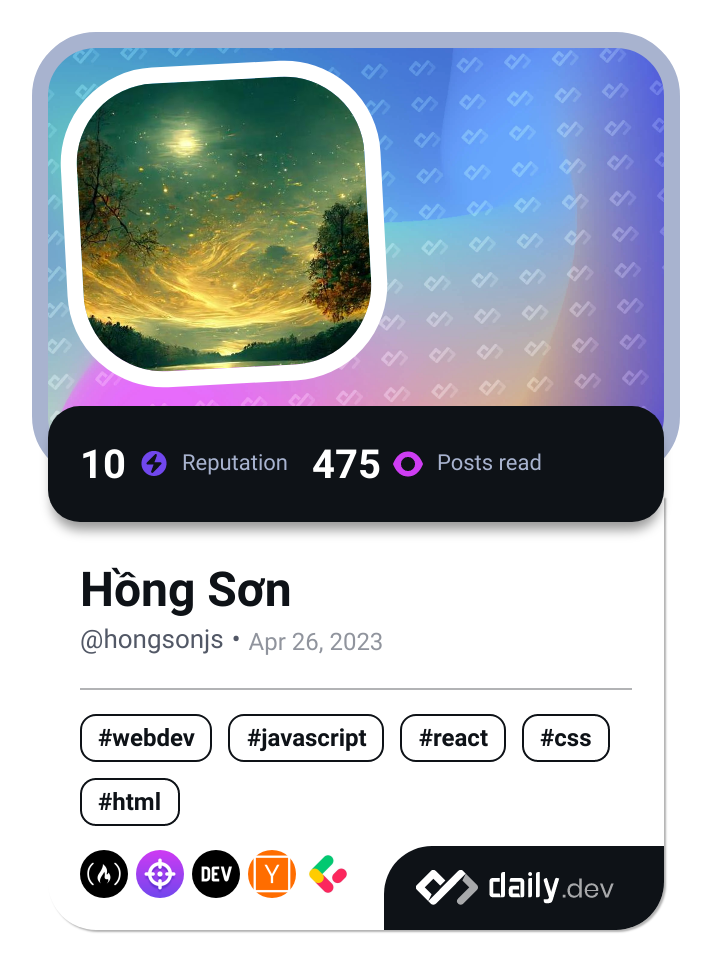 10 Reputation 475 Posts read
Hồng Sơn
@hongsonjs • Apr 26, 2023
#webdev #javascript #react #css
#html
DEV Y daily.dev